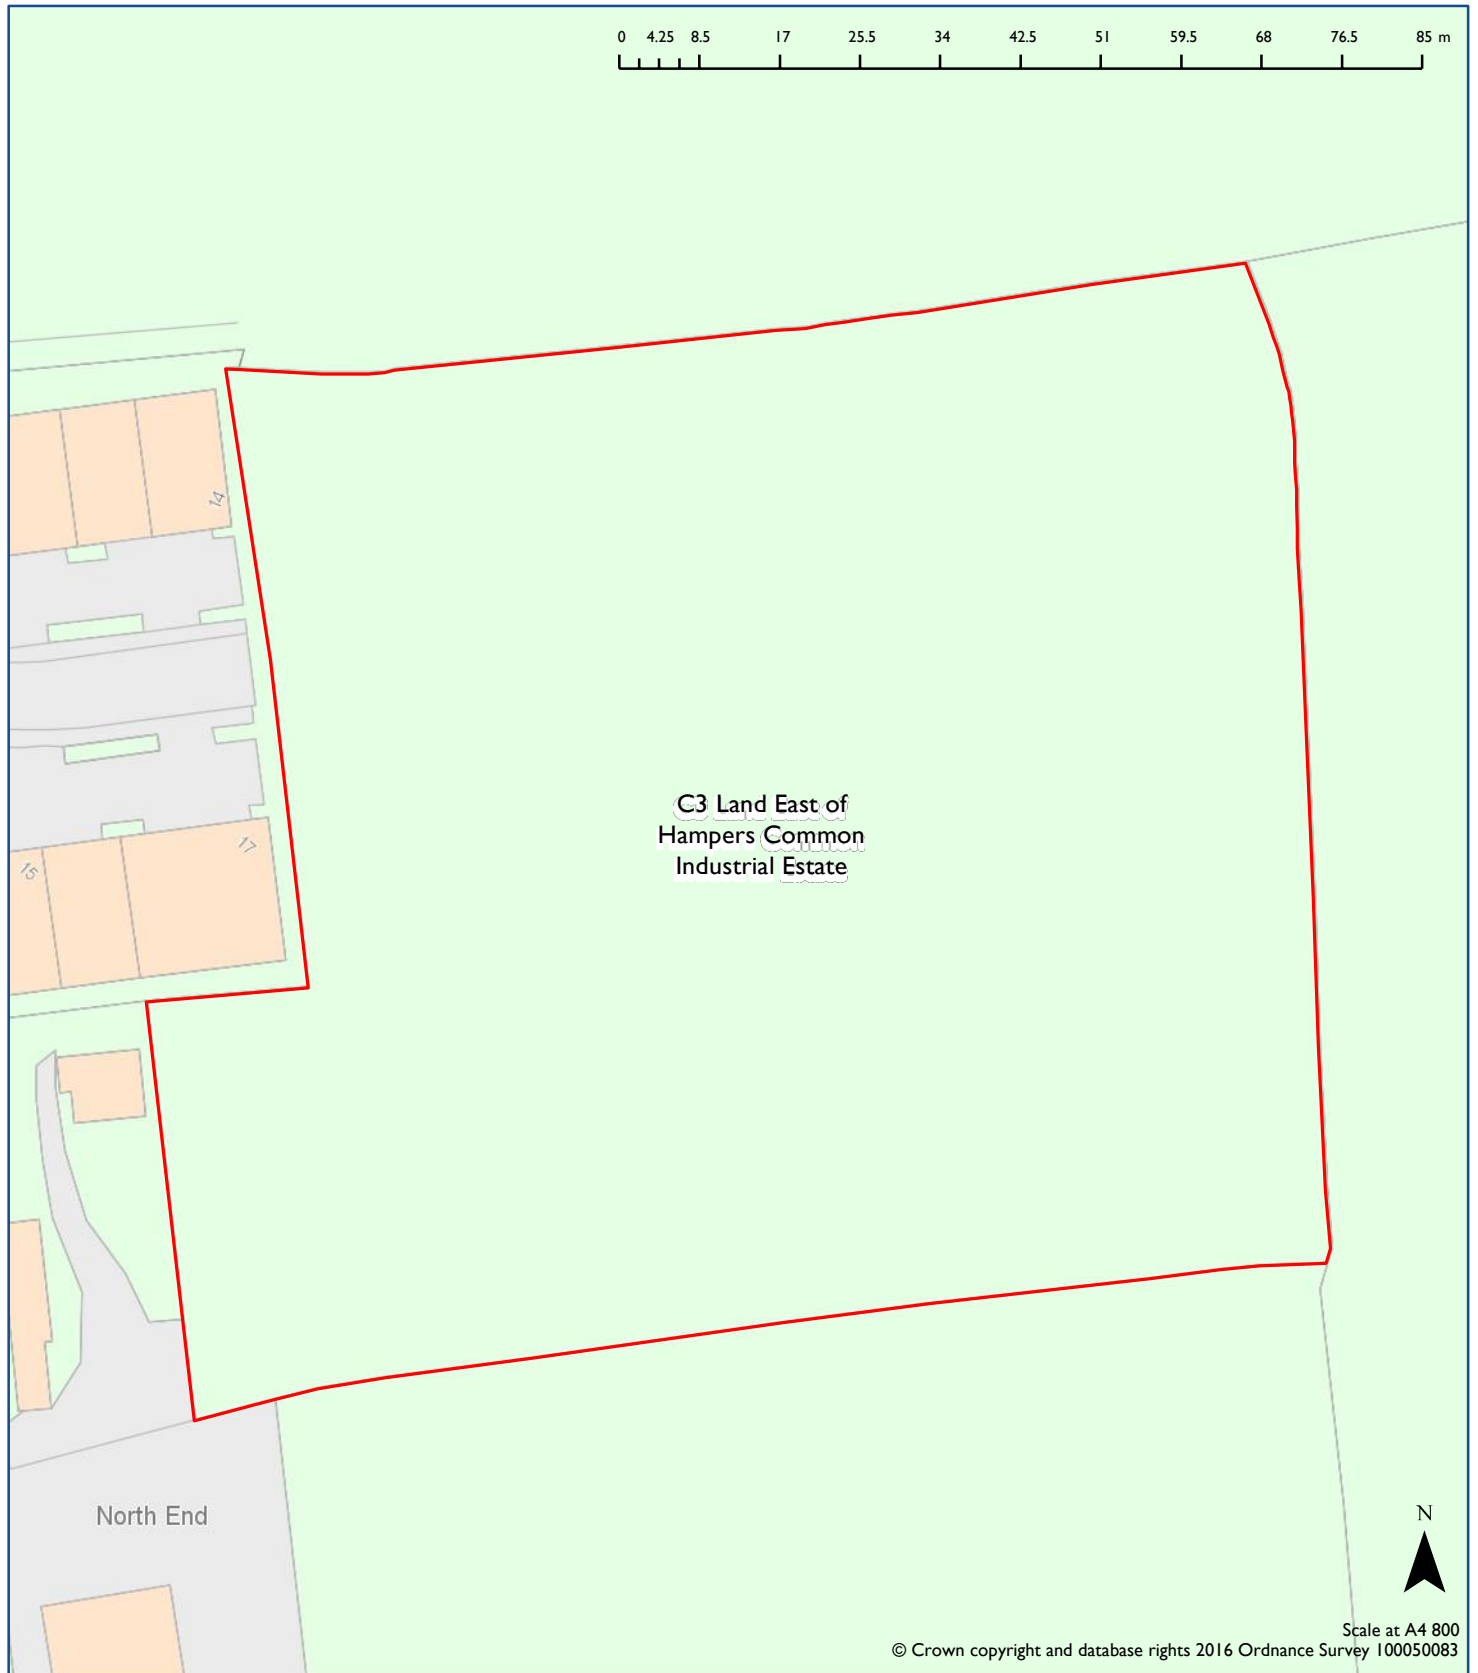 0 4.25 8.5 17 25.5 34 42.5 51 59.5 68 76.5 85 m
14
C3 Land East of
Hampers Common
Industrial Estate
17
15
North End
N
Scale at A4 800
© Crown copyright and database rights 2016 Ordnance Survey 100050083